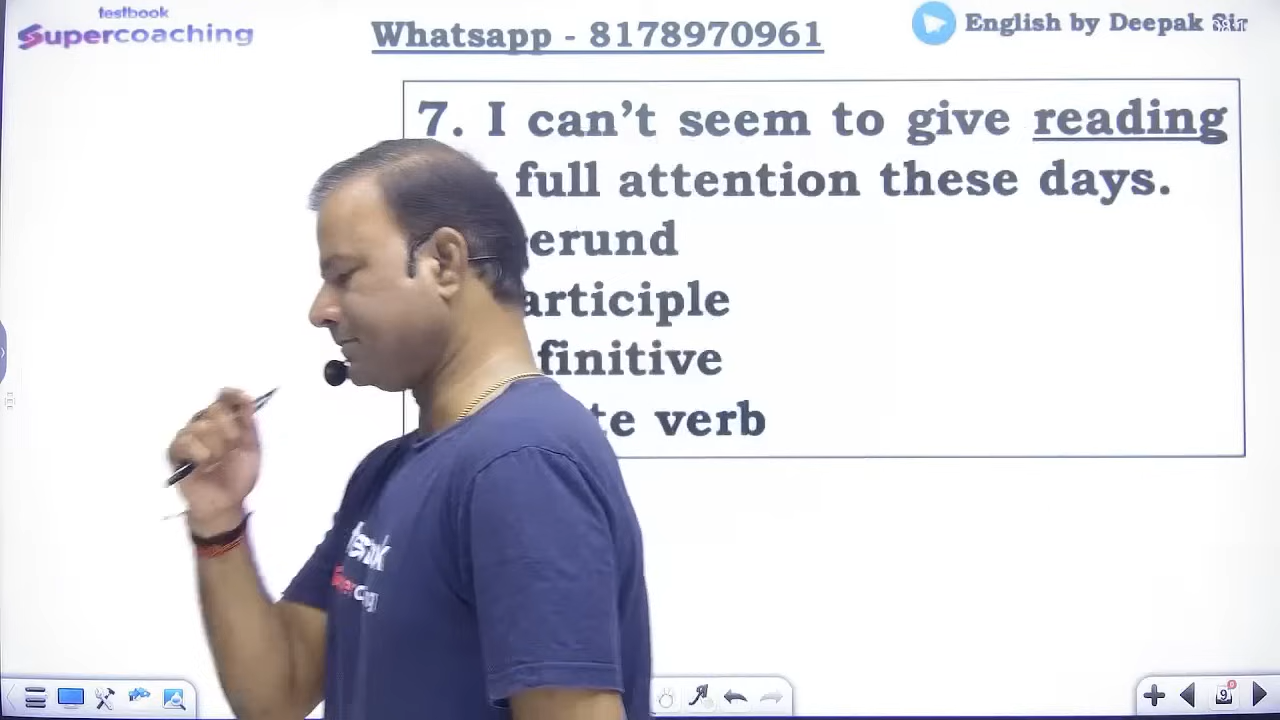 testbook
Supercoaching
Whatsapp - 8178970961
English by Deepak Sir
7. I can't seem to give reading
full attention these days.
erund
articiple
finitive
te verb
9